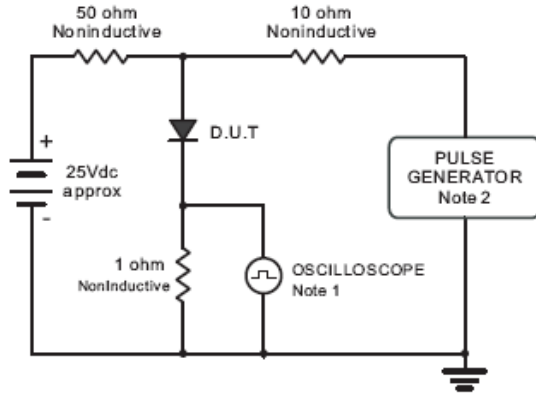 50 ohm
Noninductive
10 ohm
Noninductive
D.U.T
+
25Vdc
approx
-
PULSE
GENERATOR
Note 2
1 ohm
NonInductive
OSCILLOSCOPE
Note 1